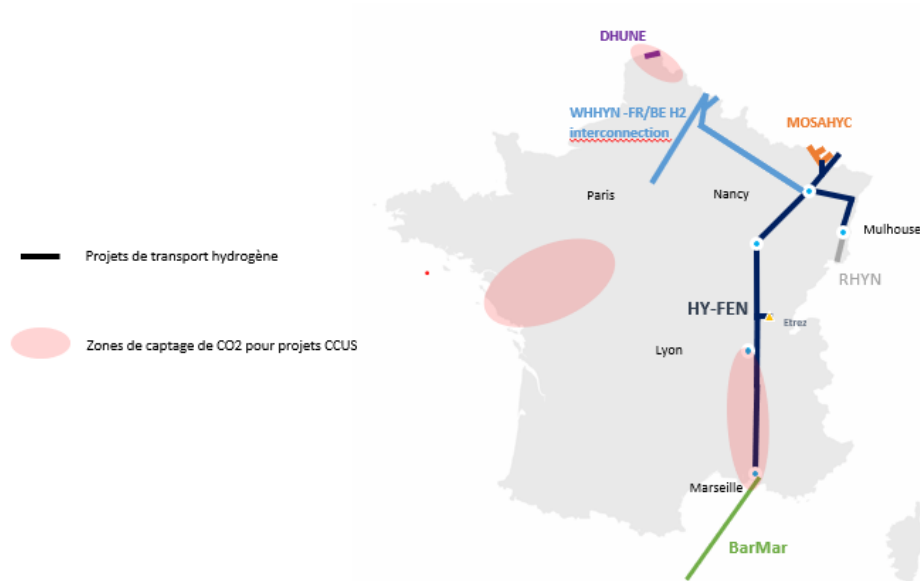 DHUNE
WHHYN -FR/BE H2
interconnection
MOSAHYC
Paris
Nancy
Mulhouse
Projets de transport hydrogène
RHYN
HY-FEN
Etrez
Zones de captage de CO2 pour projets CCUS
Lyon
Marseille
BarMar